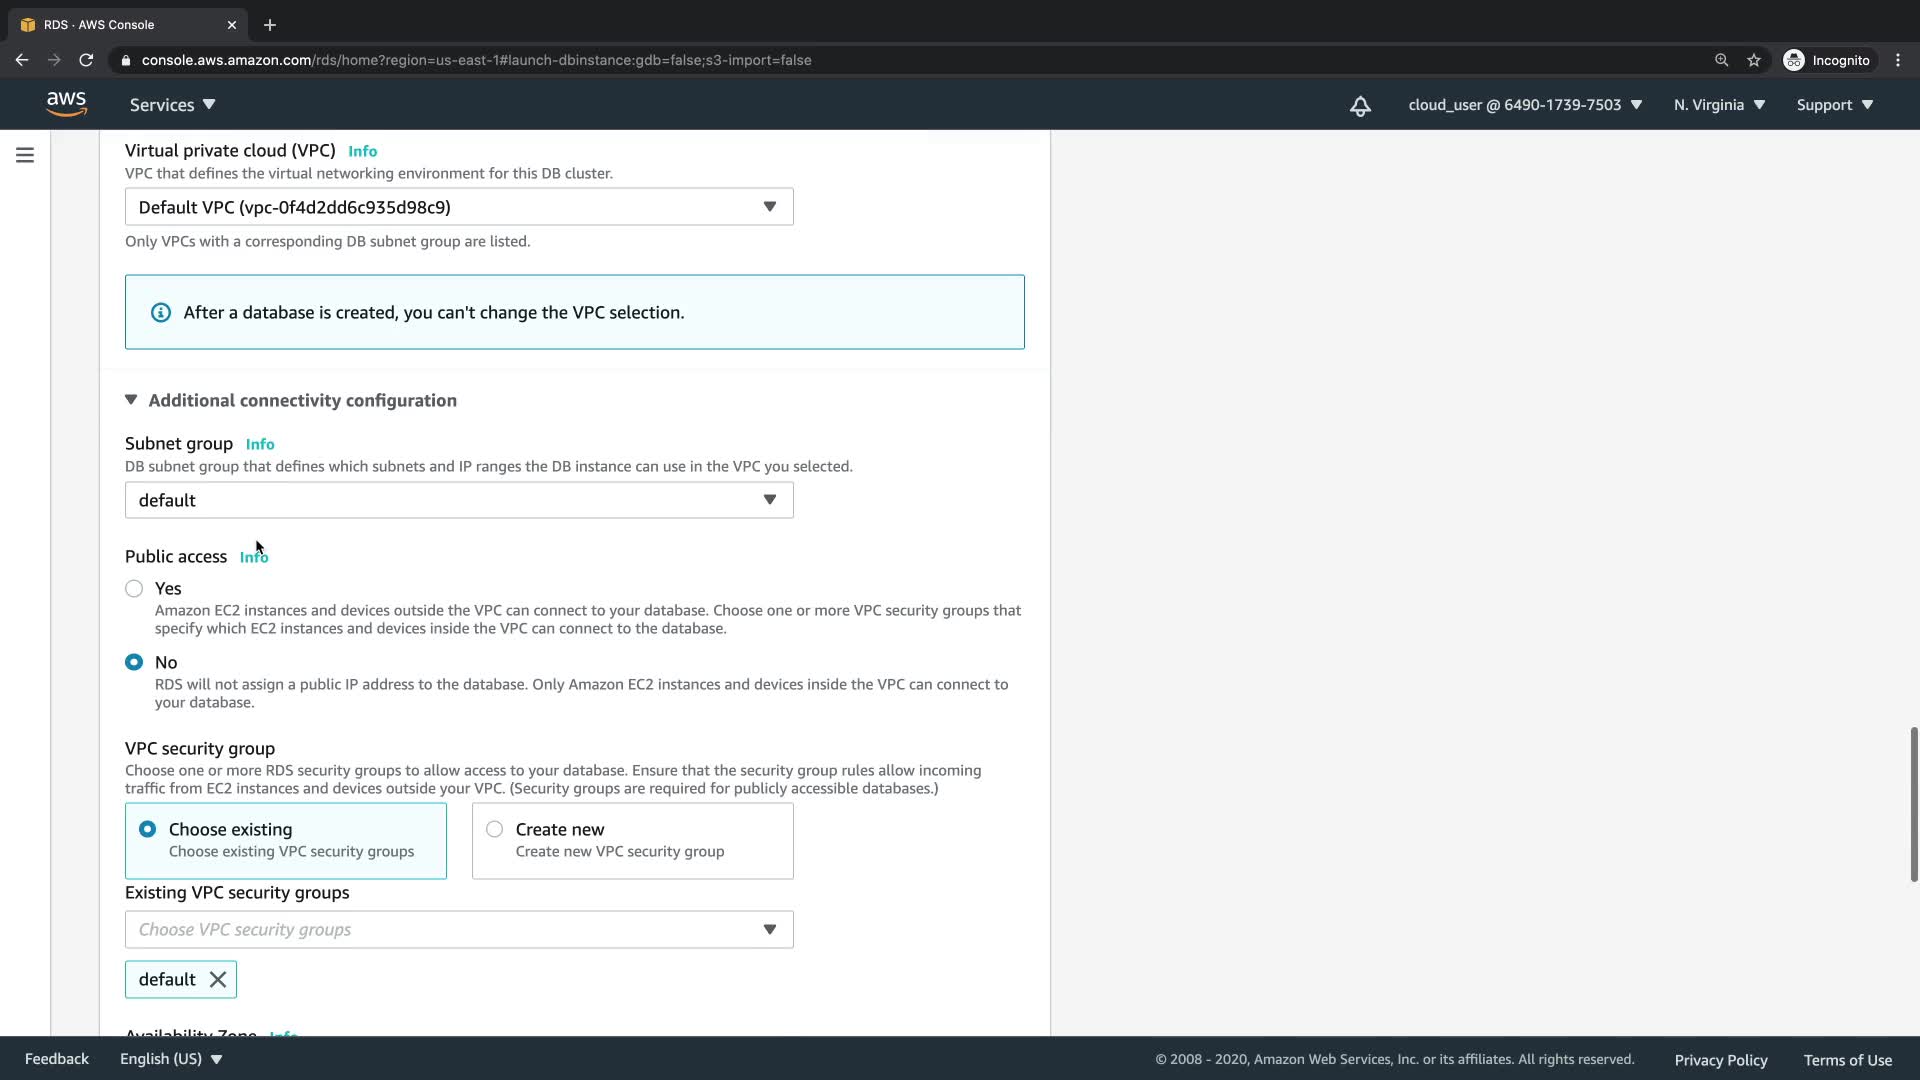 RDS · AWS Console
console.aws.amazon.com/rds/home?region=us-east-1#launch-dbinstance:gdb=false;s3-import=false
Incognito
aws
Services
cloud_user @ 6490-1739-7503
N. Virginia
Support
Virtual private cloud (VPC) Info
VPC that defines the virtual networking environment for this DB cluster.
Default VPC (vpc-0f4d2dd6c935d98c9)
Only VPCs with a corresponding DB subnet group are listed.
After a database is created, you can't change the VPC selection.
Additional connectivity configuration
Subnet group Info
DB subnet group that defines which subnets and IP ranges the DB instance can use in the VPC you selected.
default
Public access Info
Yes
Amazon EC2 instances and devices outside the VPC can connect to your database. Choose one or more VPC security groups that
specify which EC2 instances and devices inside the VPC can connect to the database.
No
RDS will not assign a public IP address to the database. Only Amazon EC2 instances and devices inside the VPC can connect to
your database.
VPC security group
Choose one or more RDS security groups to allow access to your database. Ensure that the security group rules allow incoming
traffic from EC2 instances and devices outside your VPC. (Security groups are required for publicly accessible databases.)
Choose existing
Choose existing VPC security groups
Create new
Create new VPC security group
Existing VPC security groups
Choose VPC security groups
default
Availability Zone Info
Feedback
English (US)
© 2008 - 2020, Amazon Web Services, Inc. or its affiliates. All rights reserved.
Privacy Policy
Terms of Use